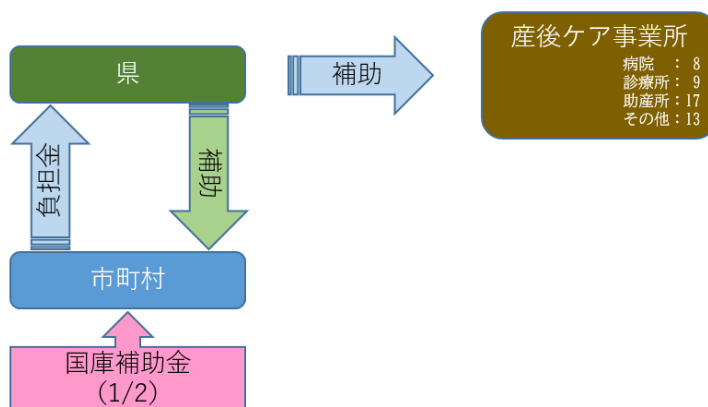 県
補助
産後ケア事業所
病院 : 8
診療所: 9
助産所:17
その他:13
負担金
補助
市町村
国庫補助金
(1/2)